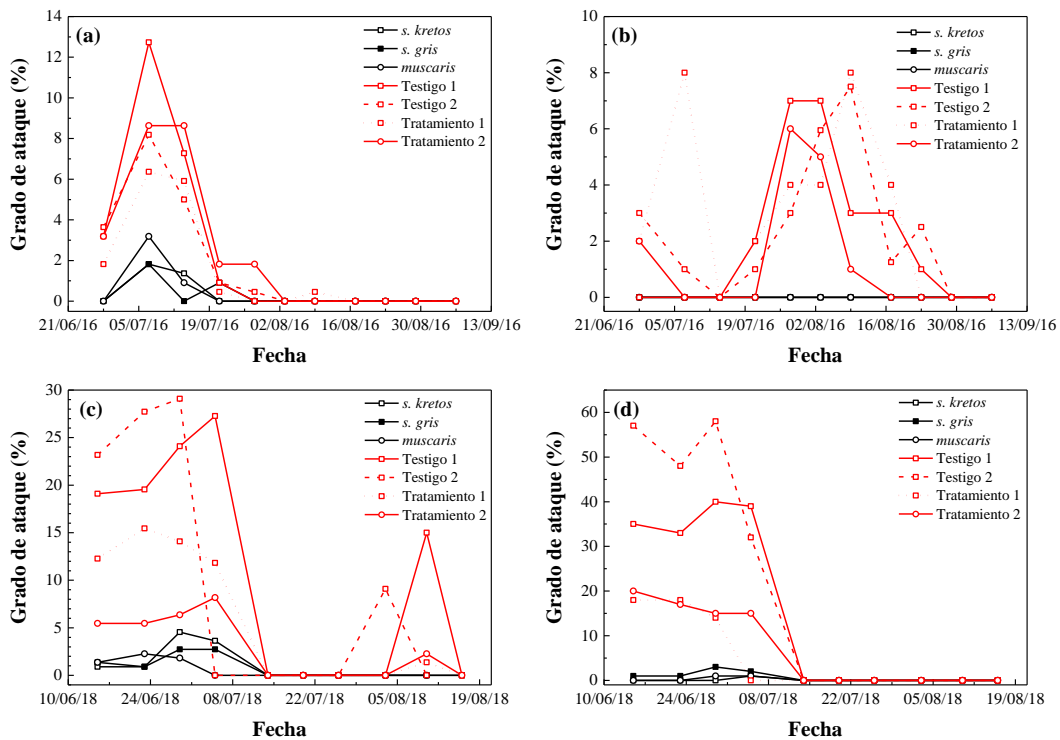 (a)
Grado de ataque (%)
14
12
10
8
6
4
2
0
s. kretos
s. gris
muscaris
Testigo 1
Testigo 2
Tratamiento 1
Tratamiento 2
21/06/16 05/07/16 19/07/16 02/08/16 16/08/16 30/08/16 13/09/16
Fecha
(b)
Grado de ataque (%)
10
8
6
4
2
0
s. kretos
s. gris
muscaris
Testigo 1
Testigo 2
Tratamiento 1
Tratamiento 2
21/06/16 05/07/16 19/07/16 02/08/16 16/08/16 30/08/16 13/09/16
Fecha
(c)
Grado de ataque (%)
30
25
20
15
10
5
0
s. kretos
s. gris
muscaris
Testigo 1
Testigo 2
Tratamiento 1
Tratamiento 2
10/06/18 24/06/18 08/07/18 22/07/18 05/08/18 19/08/18
Fecha
(d)
Grado de ataque (%)
60
50
40
30
20
10
0
s. kretos
s. gris
muscaris
Testigo 1
Testigo 2
Tratamiento 1
Tratamiento 2
10/06/18 24/06/18 08/07/18 22/07/18 05/08/18 19/08/18
Fecha